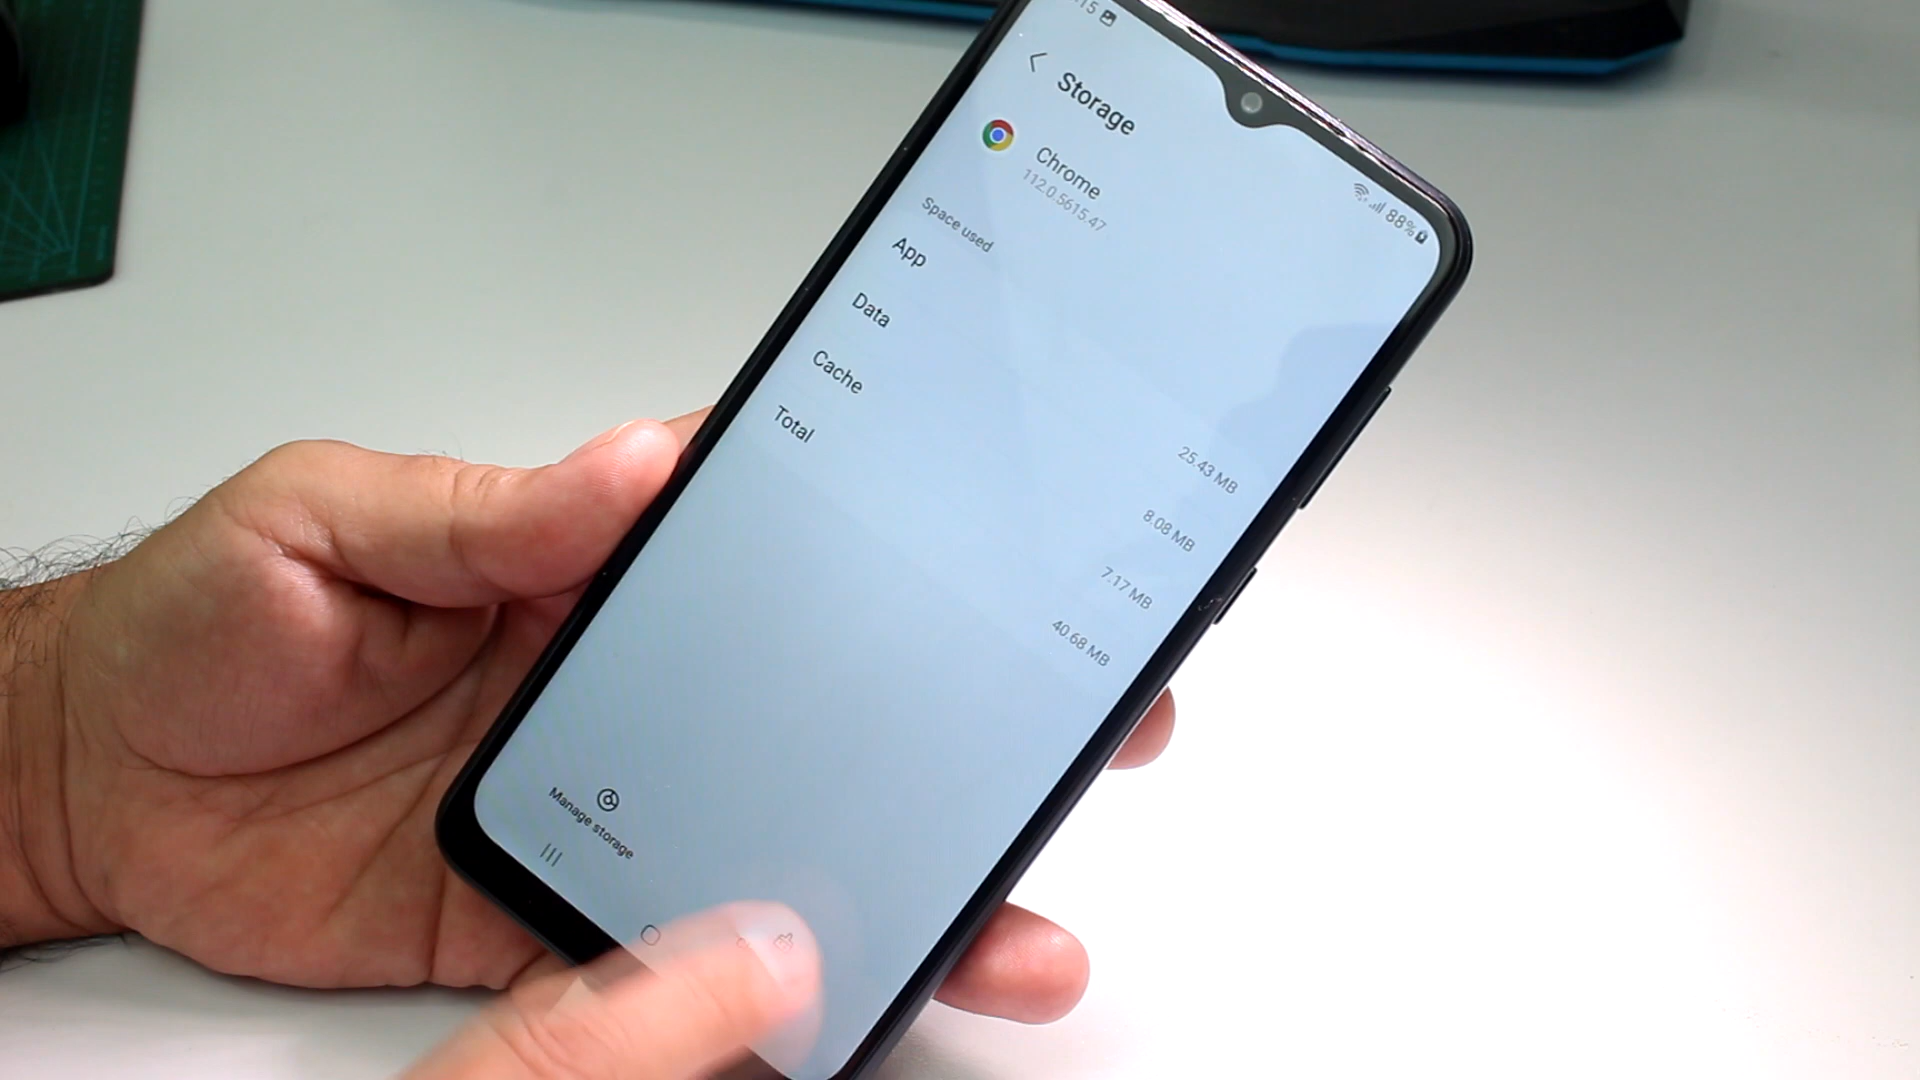 :15
88%
Storage
Chrome
112.0.5615.47
Space used
App 25.43 MB
Data 8.08 MB
Cache 7.17 MB
Total 40.68 MB
Manage storage